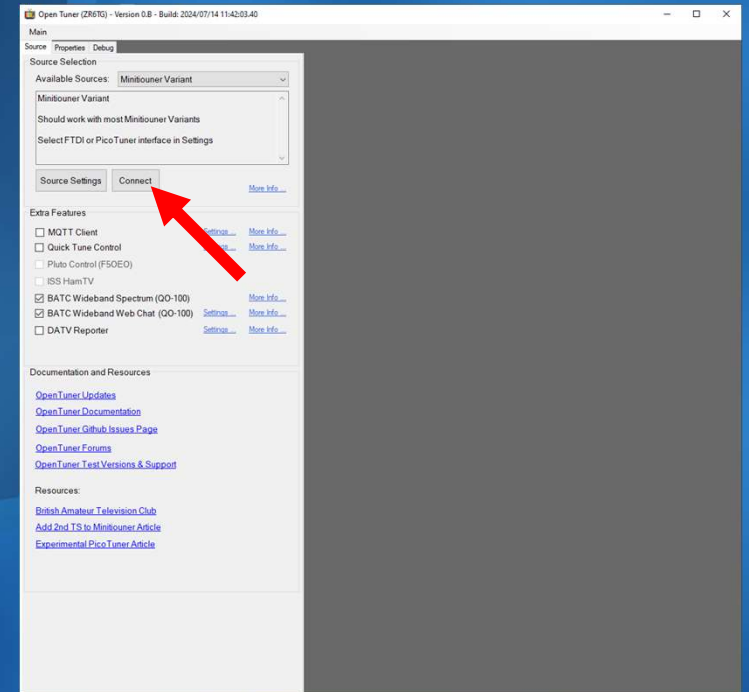 Open Tuner (ZR6TG) - Version 0.B - Build: 2024/07/14 11:42:03.40
Main
Source Properties Debug
Source Selection
Available Sources: Minitiouner Variant
Minitiouner Variant
Should work with most Minitiouner Variants
Select FTDI or PicoTuner interface in Settings
Source Settings Connect
More Info ...
Extra Features
MQTT Client Settings ... More Info ...
Quick Tune Control More Info ...
Pluto Control (F5OEO)
ISS HamTV
BATC Wideband Spectrum (QO-100) More Info ...
BATC Wideband Web Chat (QO-100) Settings ... More Info ...
DATV Reporter Settings ... More Info ...
Documentation and Resources
OpenTuner Updates
OpenTuner Documentation
OpenTuner Github Issues Page
OpenTuner Forums
OpenTuner Test Versions & Support
Resources:
British Amateur Television Club
Add 2nd TS to Minitiouner Article
Experimental PicoTuner Article